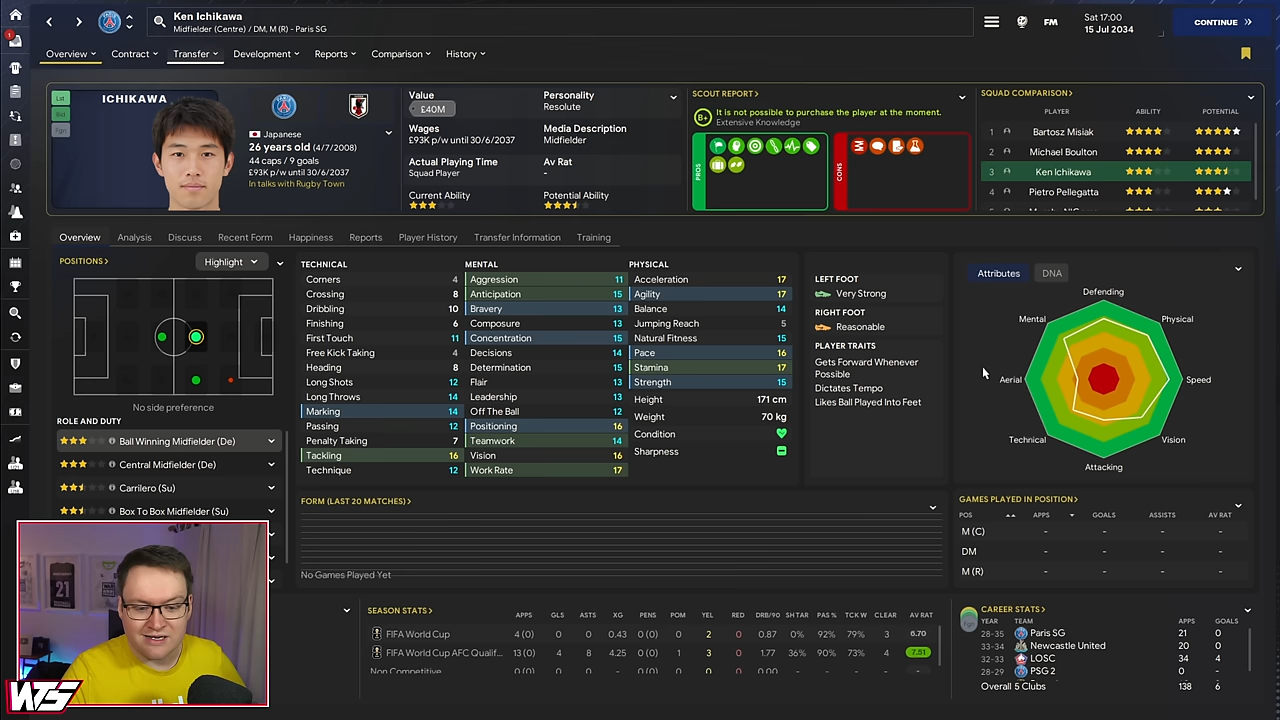 Ken Ichikawa
Midfielder (Centre) / DM, M (R) - Paris SG
FM
Sat 17:00
15 Jul 2034
CONTINUE
1
Overview
Contract
Transfer
Development
Reports
Comparison
History
Lst
Bid
Fgn
ICHIKAWA
Japanese
26 years old (4/7/2008)
44 caps / 9 goals
£93K p/w until 30/6/2037
In talks with Rugby Town
Value
£40M
Wages
£93K p/w until 30/6/2037
Actual Playing Time
Squad Player
Current Ability
Personality
Resolute
Media Description
Midfielder
Av Rat
-
Potential Ability
SCOUT REPORT >
B+
It is not possible to purchase the player at the moment.
Extensive Knowledge
PROS
CONS
SQUAD COMPARISON >
PLAYER ABILITY POTENTIAL
1 Bartosz Misiak
2 Michael Boulton
3 Ken Ichikawa
4 Pietro Pellegatta
Overview
Analysis
Discuss
Recent Form
Happiness
Reports
Player History
Transfer Information
Training
POSITIONS >
Highlight
No side preference
ROLE AND DUTY
Ball Winning Midfielder (De)
Central Midfielder (De)
Carrilero (Su)
Box To Box Midfielder (Su)
TECHNICAL
Corners 4
Crossing 8
Dribbling 10
Finishing 6
First Touch 11
Free Kick Taking 4
Heading 8
Long Shots 12
Long Throws 14
Marking 14
Passing 12
Penalty Taking 7
Tackling 16
Technique 12
MENTAL
Aggression 11
Anticipation 15
Bravery 13
Composure 13
Concentration 15
Decisions 14
Determination 15
Flair 13
Leadership 13
Off The Ball 12
Positioning 16
Teamwork 14
Vision 16
Work Rate 17
PHYSICAL
Acceleration 17
Agility 17
Balance 14
Jumping Reach 5
Natural Fitness 15
Pace 16
Stamina 17
Strength 15
Height 171 cm
Weight 70 kg
Condition
Sharpness
LEFT FOOT
Very Strong
RIGHT FOOT
Reasonable
PLAYER TRAITS
Gets Forward Whenever
Possible
Dictates Tempo
Likes Ball Played Into Feet
Attributes
DNA
Defending
Mental
Physical
Aerial
Speed
Technical
Vision
Attacking
FORM (LAST 20 MATCHES) >
No Games Played Yet
GAMES PLAYED IN POSITION >
POS APPS GOALS ASSISTS AV RAT
M (C) - - - -
DM - - - -
M (R) - - - -
SEASON STATS >
APPS GLS ASTS XG PENS POM YEL RED DRB/90 SH TAR PAS % TCK W CLEAR AV RAT
FIFA World Cup 4 (0) 0 0 0.43 0 (0) 0 2 0 0.87 0% 92% 79% 3 6.70
FIFA World Cup AFC Qualif... 13 (0) 4 8 4.25 0 (0) 1 3 0 1.77 36% 90% 73% 4 7.51
Non Competitive
CAREER STATS >
Fgn
YEAR TEAM APPS GOALS
28-35 Paris SG 21 0
33-34 Newcastle United 20 0
32-33 LOSC 34 4
28-29 PSG 2 0 -
Overall 5 Clubs 138 6
21
WTS